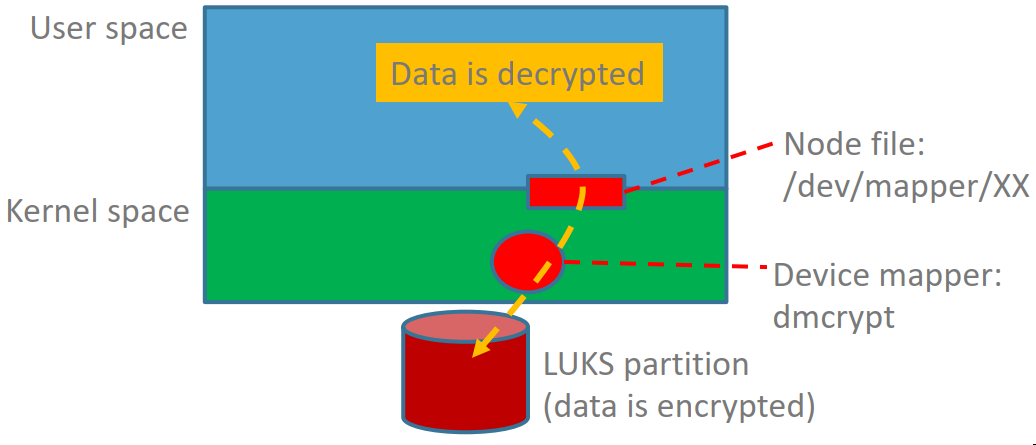 User space
Data is decrypted
Node file:
/dev/mapper/XX
Kernel space
Device mapper:
dmcrypt
LUKS partition
(data is encrypted)